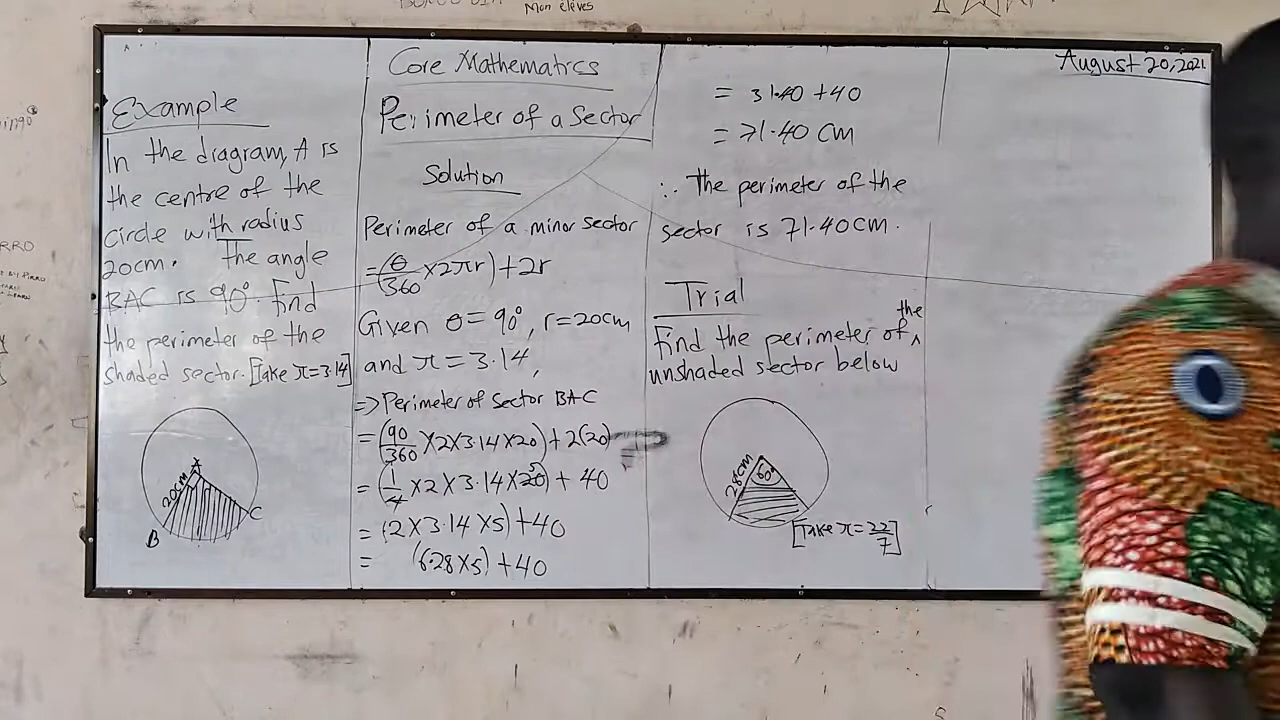 Mon élèves
August 20, 2021
Core Mathematics
Perimeter of a Sector
Example
In the diagram, A is
the centre of the
circle with radius
20cm. The angle
BAC is 90°. Find
the perimeter of the
shaded sector. [Take π=3.14]
A
20cm
B
C
Solution
Perimeter of a minor sector
=(θ/360 × 2πr) + 2r
Given θ = 90°, r = 20cm
and π = 3.14,
=> Perimeter of Sector BAC
= (90/360 × 2 × 3.14 × 20) + 2(20)
= (1/4 × 2 × 3.14 × 20 5) + 40
= (2 × 3.14 × 5) + 40
= (6.28 × 5) + 40
= 31.40 + 40
= 71.40 cm
∴ The perimeter of the
sector is 71.40cm.
Trial
Find the perimeter of the
unshaded sector below
28cm
60°
[Take π = 22/7]